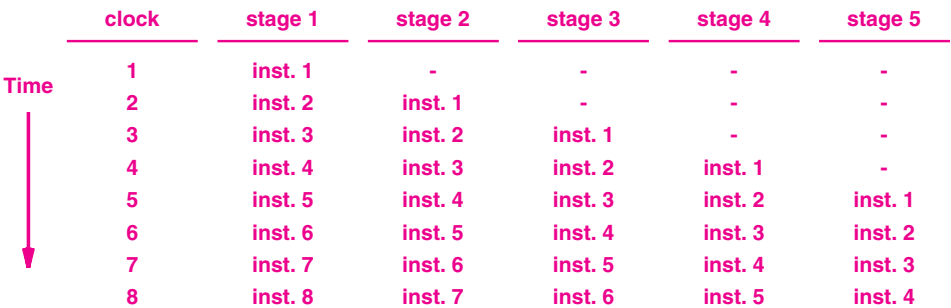 clock stage 1 stage 2 stage 3 stage 4 stage 5
1 inst. 1 - - - -
Time
2 inst. 2 inst. 1 - - -
3 inst. 3 inst. 2 inst. 1 - -
4 inst. 4 inst. 3 inst. 2 inst. 1 -
5 inst. 5 inst. 4 inst. 3 inst. 2 inst. 1
6 inst. 6 inst. 5 inst. 4 inst. 3 inst. 2
7 inst. 7 inst. 6 inst. 5 inst. 4 inst. 3
8 inst. 8 inst. 7 inst. 6 inst. 5 inst. 4